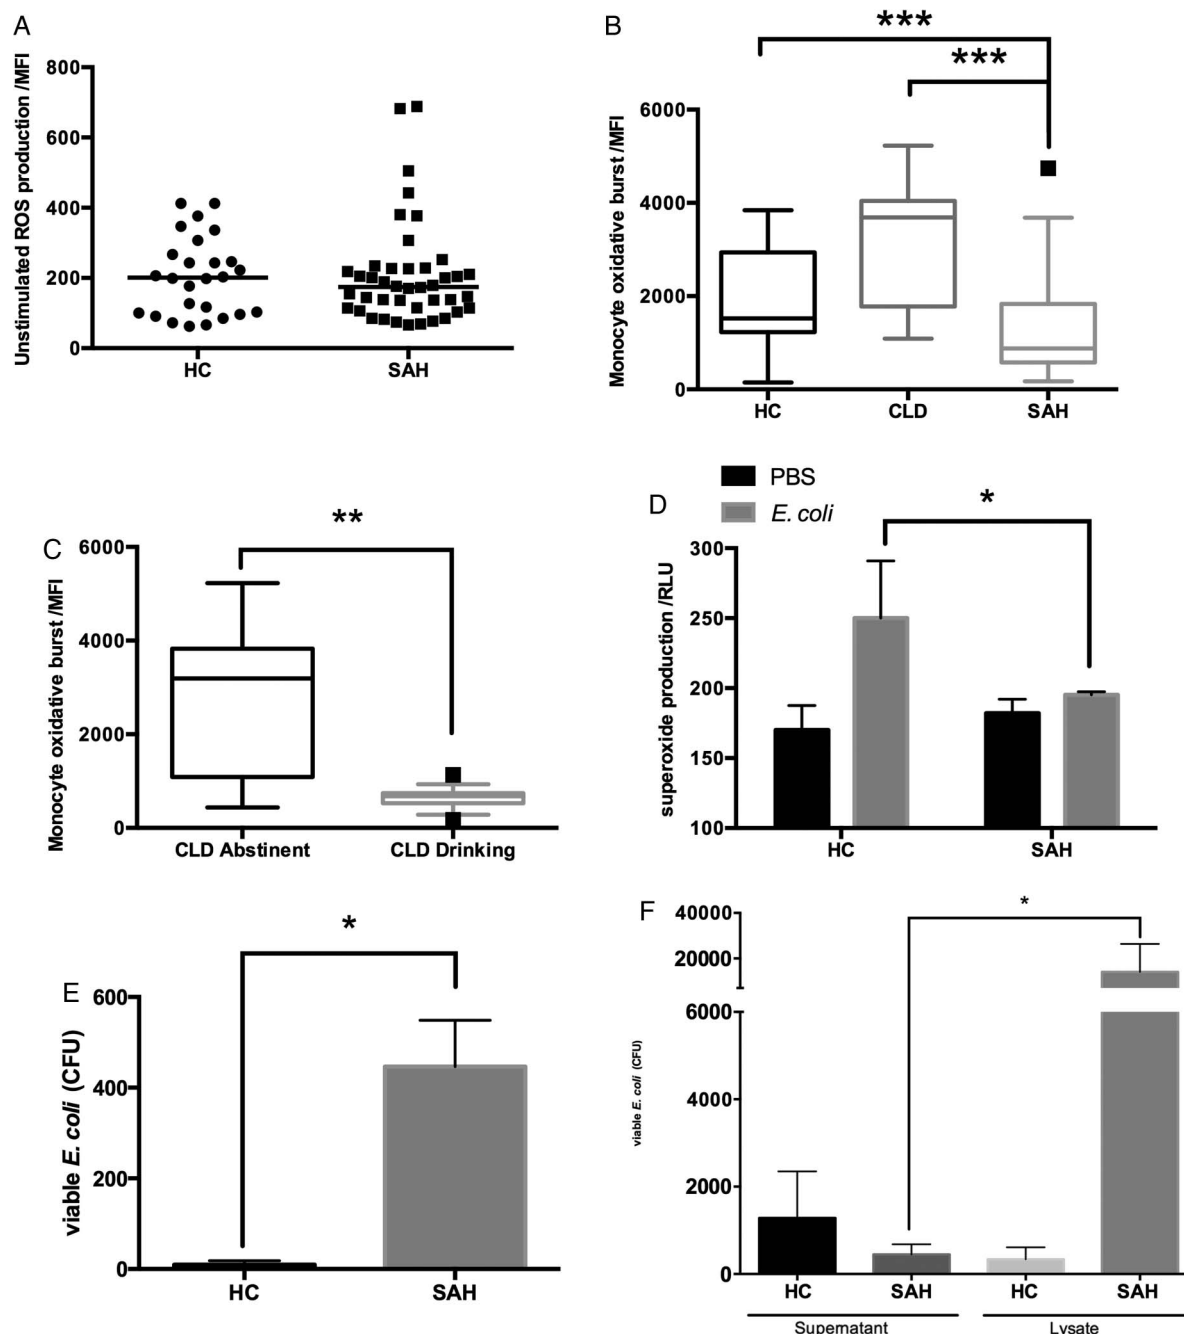 A
Unstimulated ROS production /MFI
800
600
400
200
0
HC SAH
B
***
***
Monocyte oxidative burst /MFI
6000
4000
2000
0
HC CLD SAH
C
**
Monocyte oxidative burst /MFI
6000
4000
2000
0
CLD Abstinent CLD Drinking
D
PBS
E. coli
*
superoxide production /RLU
300
250
200
150
100
HC SAH
E
*
viable E. coli (CFU)
600
400
200
0
HC SAH
F
*
viable E. coli (CFU)
40000
20000
6000
4000
2000
0
HC SAH HC SAH
Supernatant Lysate